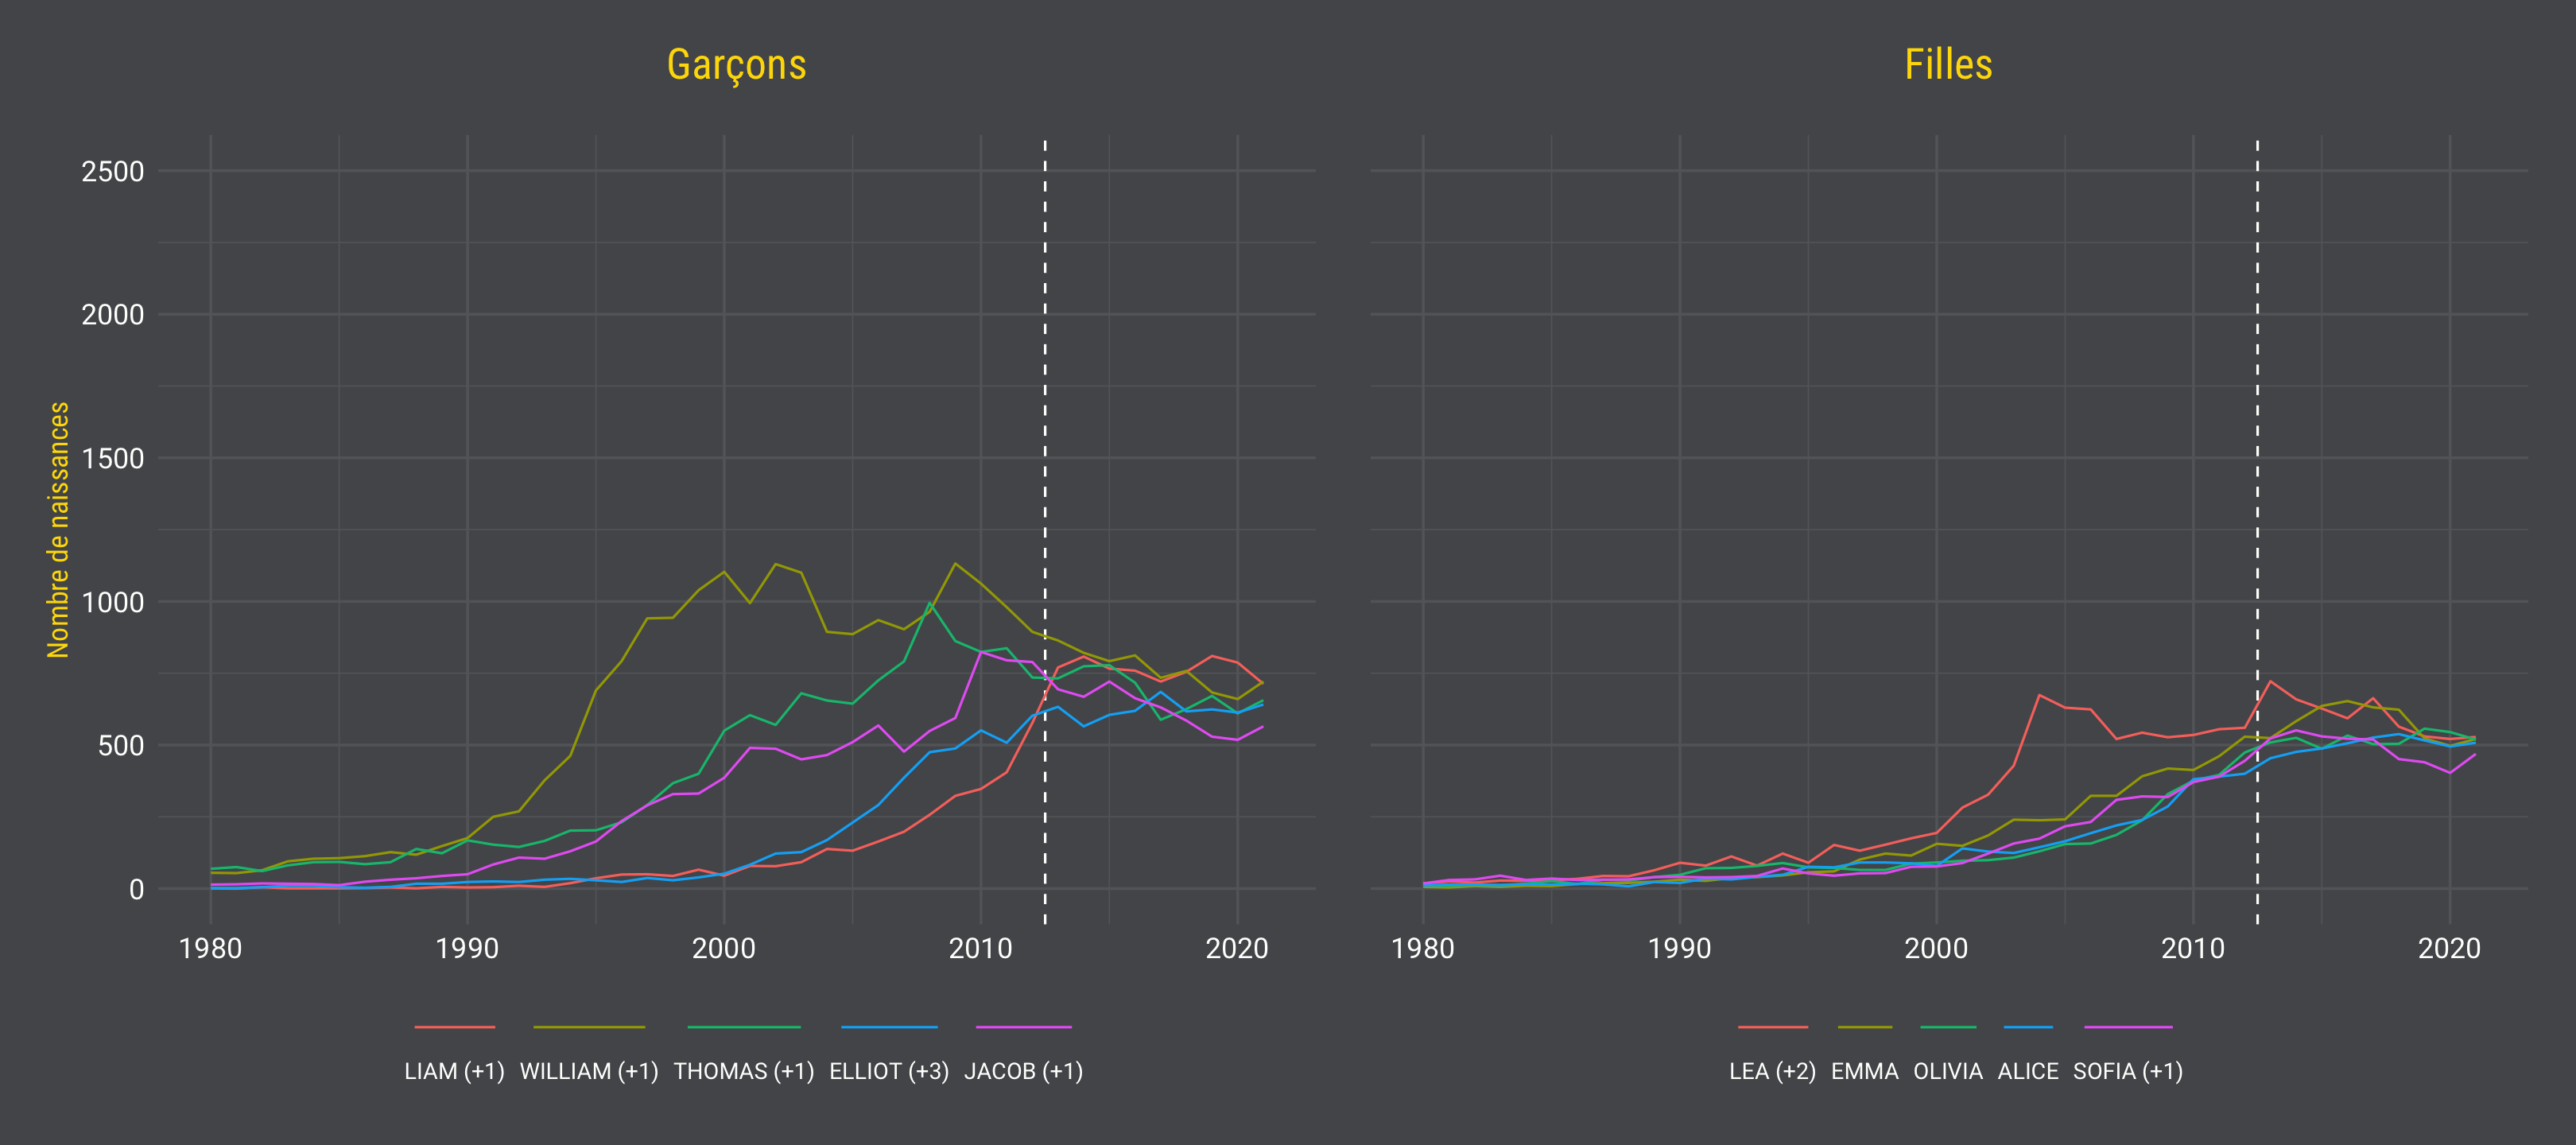 Garçons
Filles
Nombre de naissances
2500
2000
1500
1000
500
0
1980 1990 2000 2010 2020
1980 1990 2000 2010 2020
LIAM (+1) WILLIAM (+1) THOMAS (+1) ELLIOT (+3) JACOB (+1)
LEA (+2) EMMA OLIVIA ALICE SOFIA (+1)